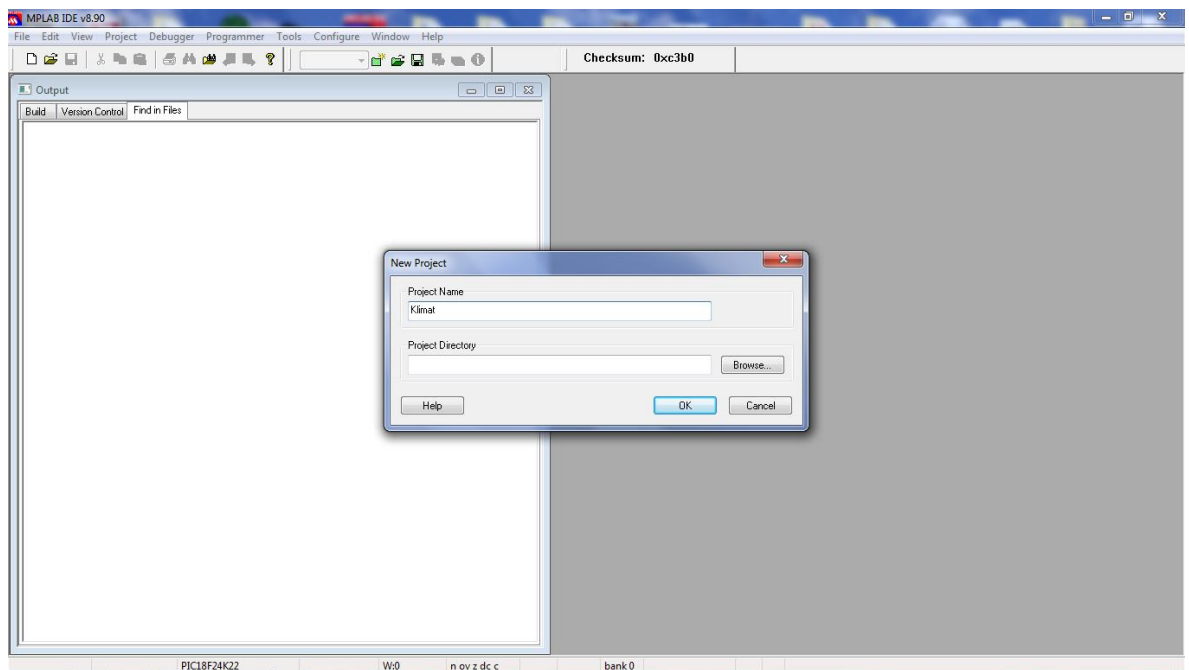 MPLAB IDE v8.90
File Edit View Project Debugger Programmer Tools Configure Window Help
Checksum: 0xc3b0
Output
Build Version Control Find in Files
New Project
Project Name
Klimat
Project Directory
Browse...
Help OK Cancel
PIC18F24K22 W:0 n ov z dc c bank 0